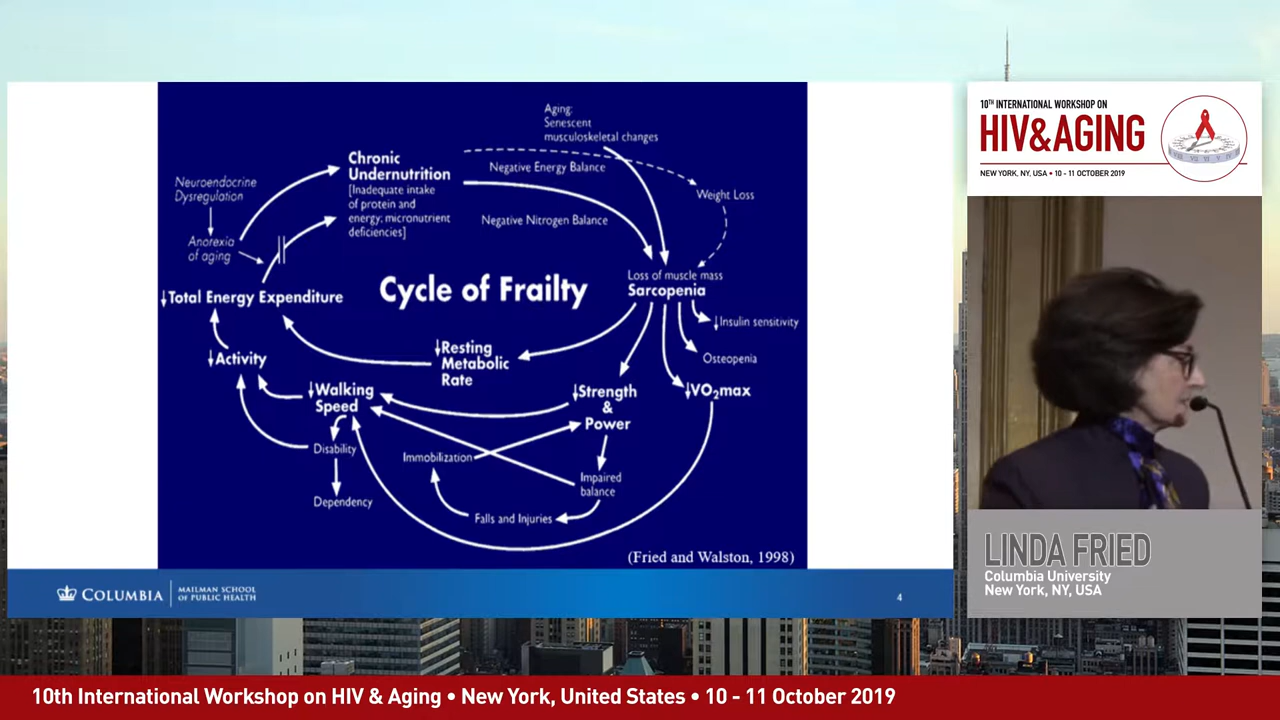 Aging:
Senescent
musculoskeletal changes
Chronic
Undernutrition
[Inadequate intake
of protein and
energy; micronutrient
deficiencies]
Negative Energy Balance
Weight Loss
Negative Nitrogen Balance
Neuroendocrine
Dysregulation
Anorexia
of aging
Cycle of Frailty
Loss of muscle mass
Sarcopenia
↓Total Energy Expenditure
↓Insulin sensitivity
Osteopenia
↓Resting
Metabolic
Rate
↓Activity
↓Walking
Speed
↓Strength
&
Power
↓VO₂max
Disability
Dependency
Immobilization
Impaired
balance
Falls and Injuries
(Fried and Walston, 1998)
COLUMBIA
MAILMAN SCHOOL
OF PUBLIC HEALTH
4
10TH INTERNATIONAL WORKSHOP ON
HIV&AGING
NEW YORK, NY, USA • 10 - 11 OCTOBER 2019
LINDA FRIED
Columbia University
New York, NY, USA
10th International Workshop on HIV & Aging • New York, United States • 10 - 11 October 2019